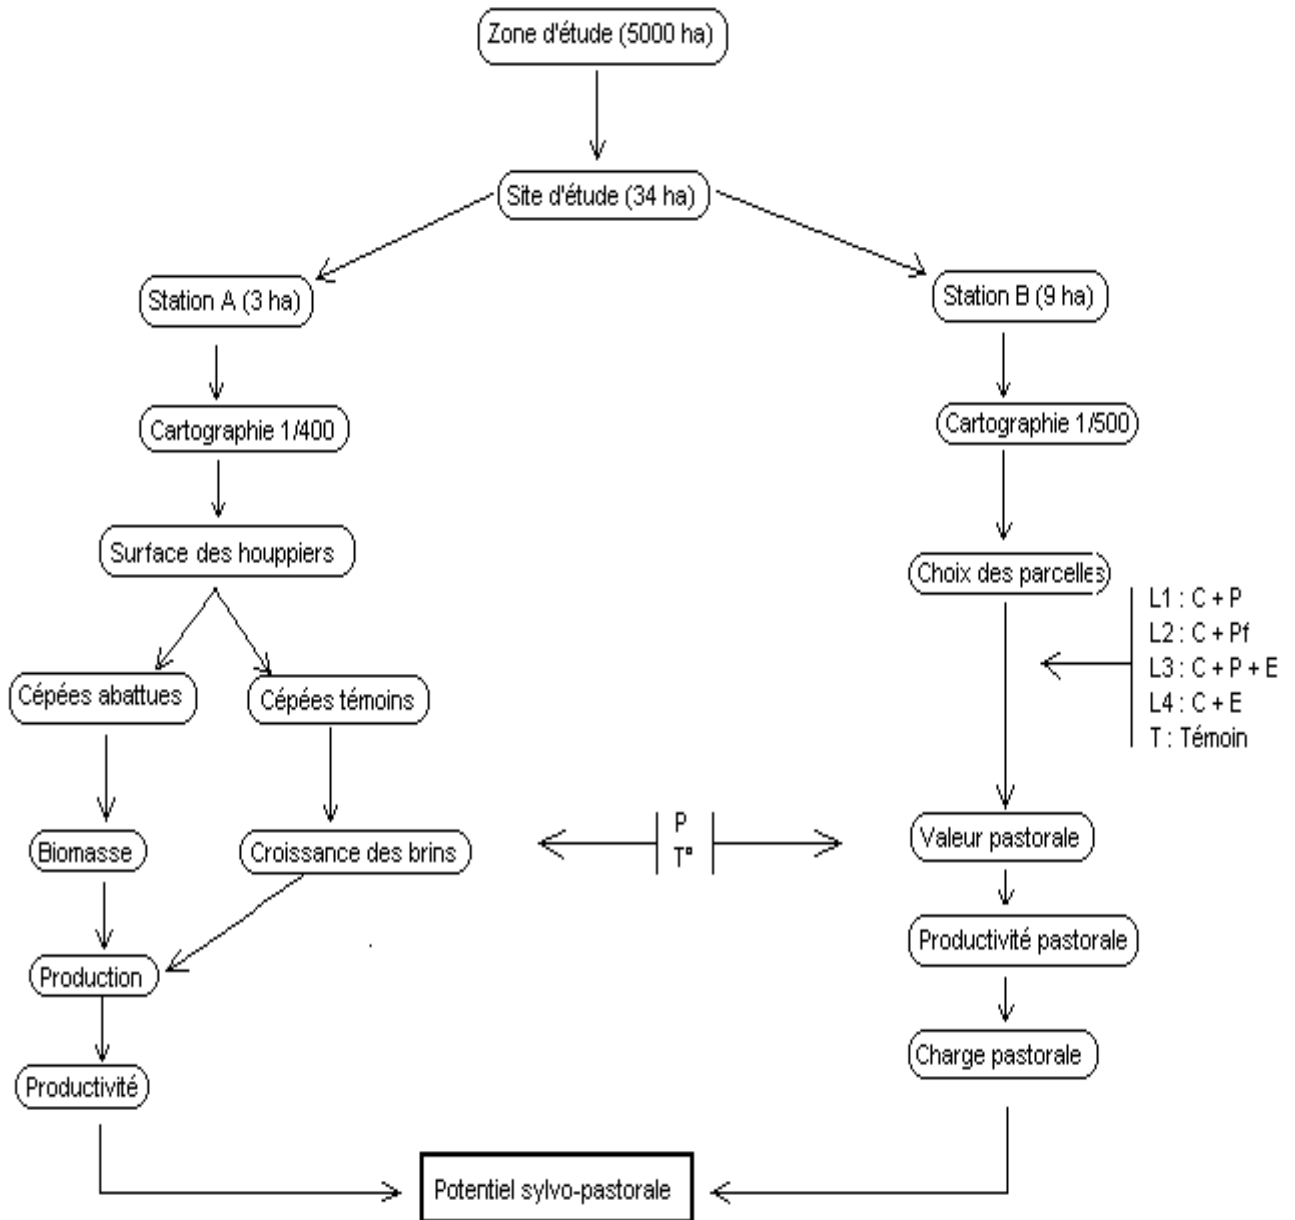 Zone d'étude (5000 ha)
Site d'étude (34 ha)
Station A (3 ha)
Station B (9 ha)
Cartographie 1/400
Cartographie 1/500
Surface des houppiers
Choix des parcelles
L1 : C + P
L2 : C + Pf
L3 : C + P + E
L4 : C + E
T : Témoin
Cépées abattues
Cépées témoins
Biomasse
Croissance des brins
P
T°
Valeur pastorale
Production
Productivité pastorale
Productivité
Charge pastorale
Potentiel sylvo-pastorale